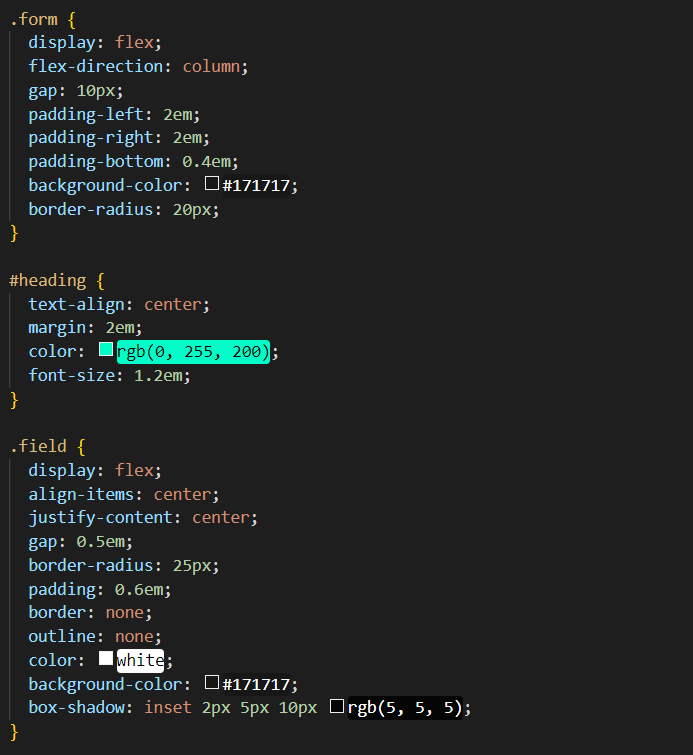 .form {
  display: flex;
  flex-direction: column;
  gap: 10px;
  padding-left: 2em;
  padding-right: 2em;
  padding-bottom: 0.4em;
  background-color: #171717;
  border-radius: 20px;
}

#heading {
  text-align: center;
  margin: 2em;
  color: rgb(0, 255, 200);
  font-size: 1.2em;
}

.field {
  display: flex;
  align-items: center;
  justify-content: center;
  gap: 0.5em;
  border-radius: 25px;
  padding: 0.6em;
  border: none;
  outline: none;
  color: white;
  background-color: #171717;
  box-shadow: inset 2px 5px 10px rgb(5, 5, 5);
}